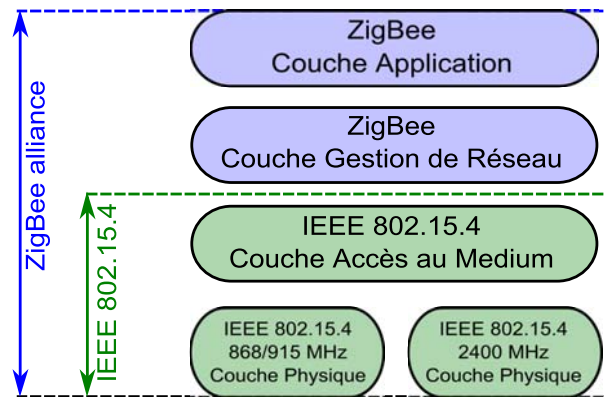 ZigBee
Couche Application
ZigBee
Couche Gestion de Réseau
IEEE 802.15.4
Couche Accès au Medium
IEEE 802.15.4
868/915 MHz
Couche Physique
IEEE 802.15.4
2400 MHz
Couche Physique
ZigBee alliance
IEEE 802.15.4